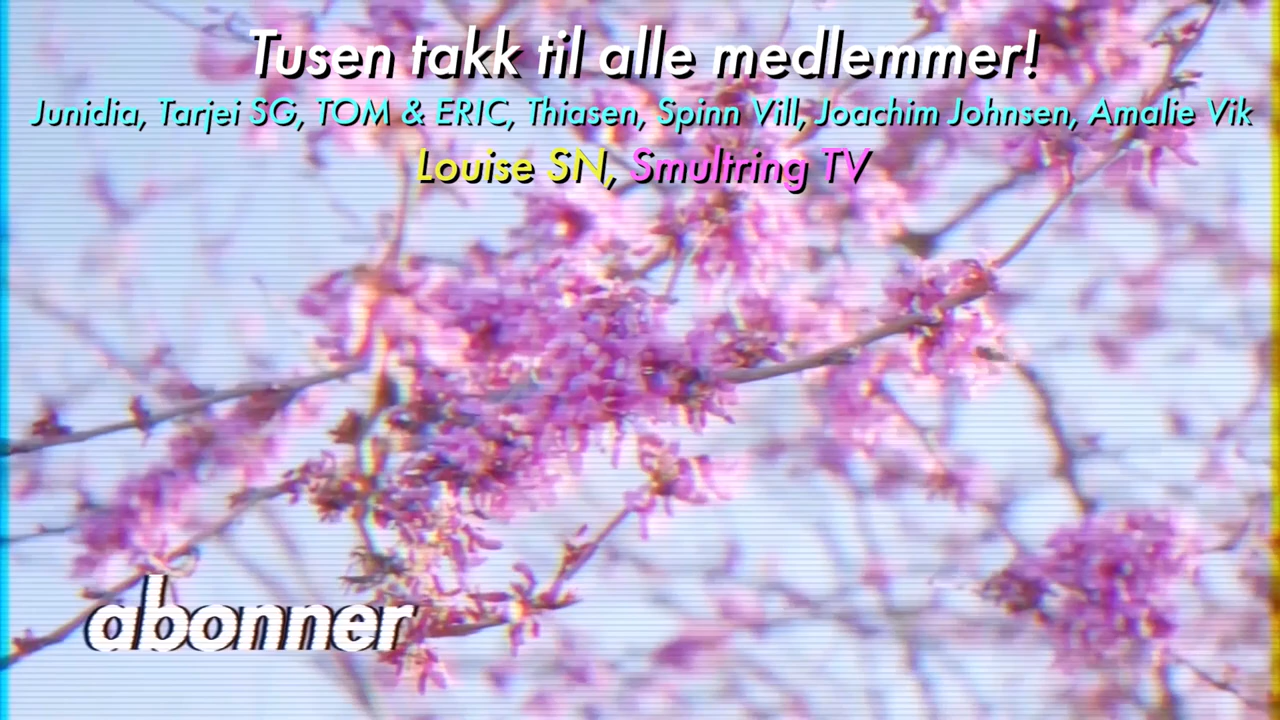 Tusen takk til alle medlemmer!
Junidia, Tarjei SG, TOM & ERIC, Thiasen, Spinn Vill, Joachim Johnsen, Amalie Vik
Louise SN, Smultring TV
abonner